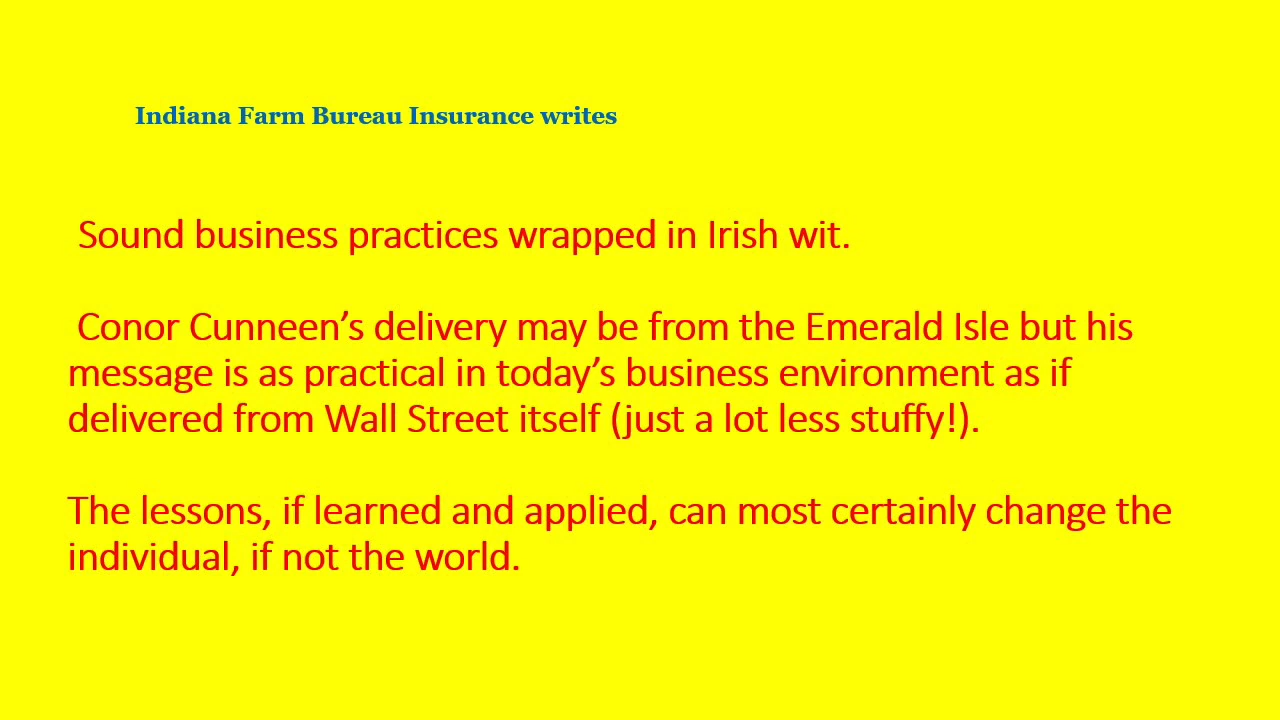 Indiana Farm Bureau Insurance writes
Sound business practices wrapped in Irish wit.
Conor Cunneen’s delivery may be from the Emerald Isle but his
message is as practical in today’s business environment as if
delivered from Wall Street itself (just a lot less stuffy!).
The lessons, if learned and applied, can most certainly change the
individual, if not the world.